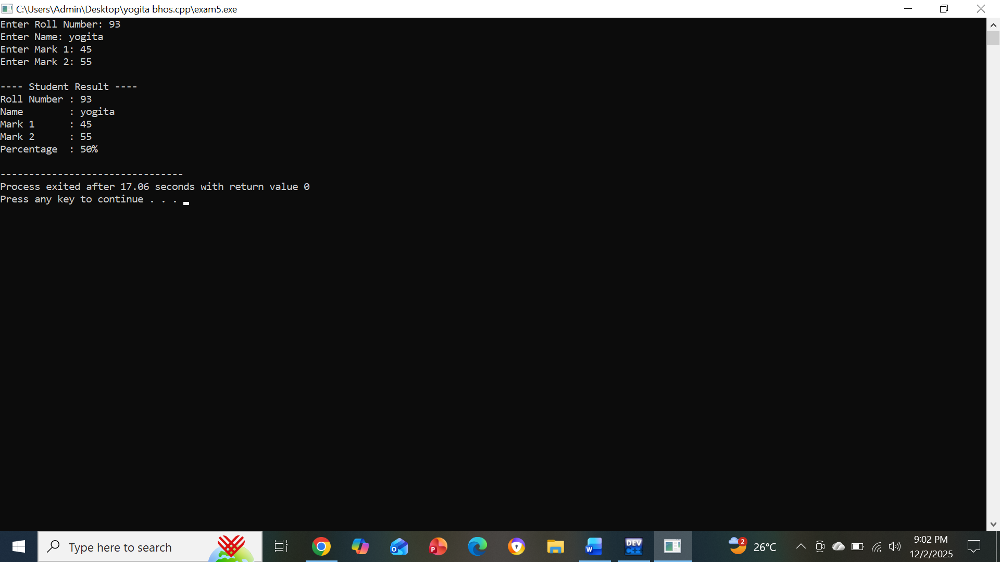 C:\Users\Admin\Desktop\yogita bhos.cpp\exam5.exe
Enter Roll Number: 93
Enter Name: yogita
Enter Mark 1: 45
Enter Mark 2: 55
---- Student Result ----
Roll Number : 93
Name        : yogita
Mark 1      : 45
Mark 2      : 55
Percentage  : 50%
--------------------------------
Process exited after 17.06 seconds with return value 0
Press any key to continue . . .
Type here to search
O
P
W
DEV
C++
2
26°C
9:02 PM
12/2/2025